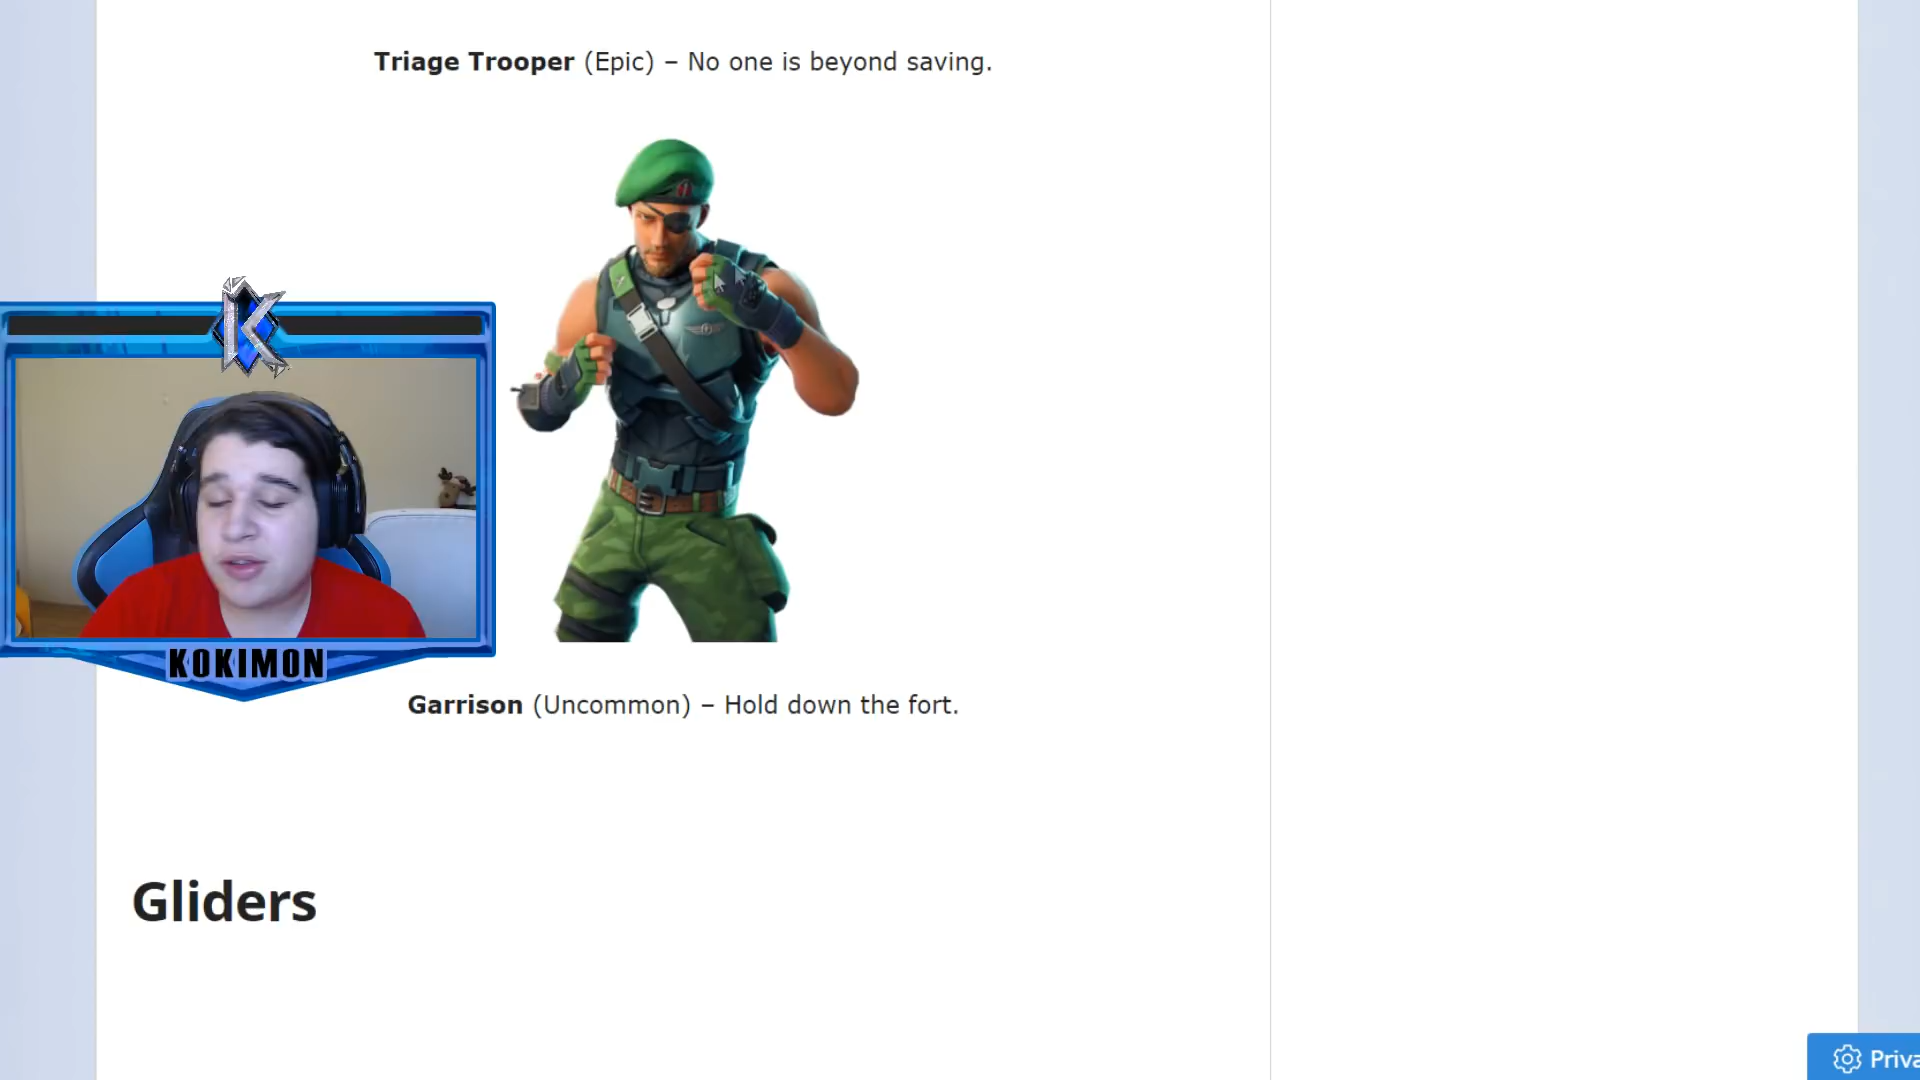 Triage Trooper (Epic) – No one is beyond saving.
K
KOKIMON
Garrison (Uncommon) – Hold down the fort.
Gliders
Priva